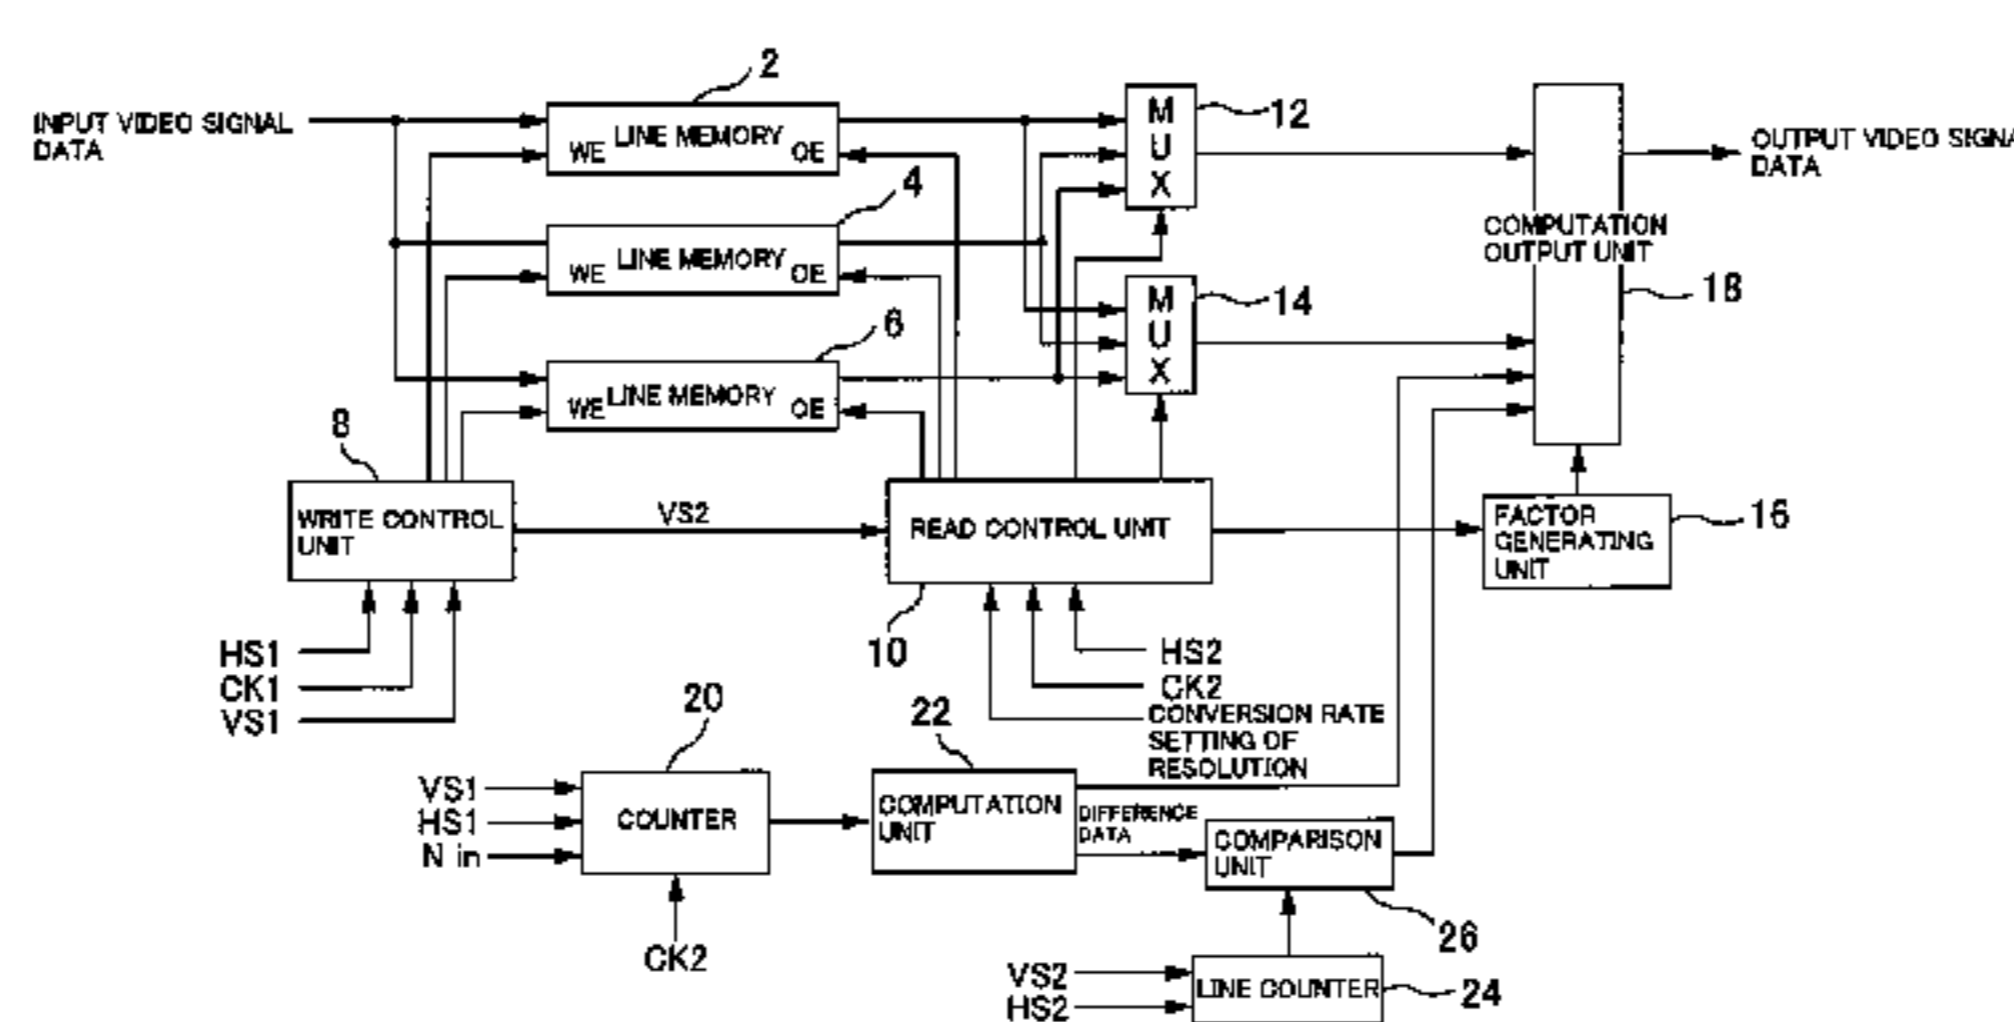 2
INPUT VIDEO SIGNAL
DATA
LINE MEMORY
WE
OE
M
U
X
12
OUTPUT VIDEO
DATA
4
LINE MEMORY
WE
OE
COMPUTATION
OUTPUT UNIT
M
U
X
14
18
6
LINE MEMORY
WE
OE
8
WRITE CONTROL
UNIT
VS2
READ CONTROL UNIT
FACTOR
GENERATING
UNIT
16
HS1
CK1
VS1
10
HS2
CK2
CONVERSION RATE
SETTING OF
RESOLUTION
20
22
VS1
HS1
N in
COUNTER
COMPUTATION
UNIT
DIFFERENCE
DATA
COMPARISON
UNIT
CK2
26
VS2
HS2
LINE COUNTER
24